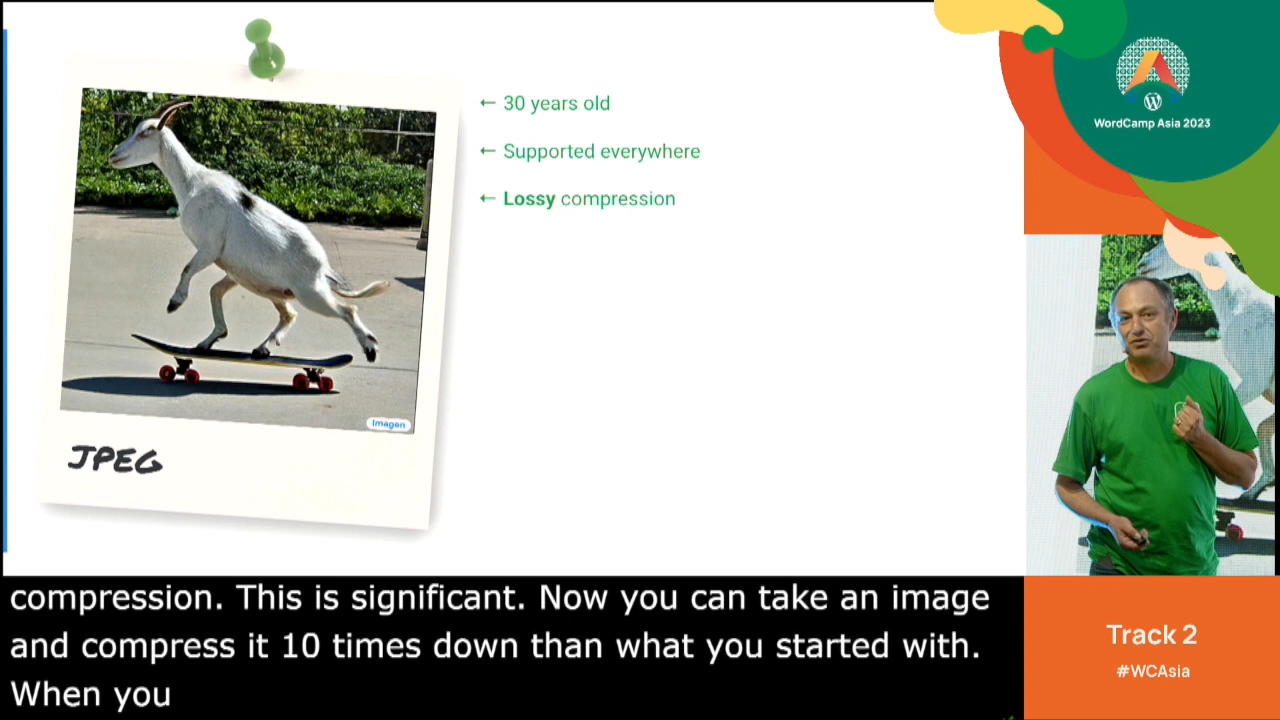 ← 30 years old
← Supported everywhere
← Lossy compression
Imagen
JPEG
WordCamp Asia 2023
compression. This is significant. Now you can take an image
and compress it 10 times down than what you started with.
When you
Track 2
#WCAsia